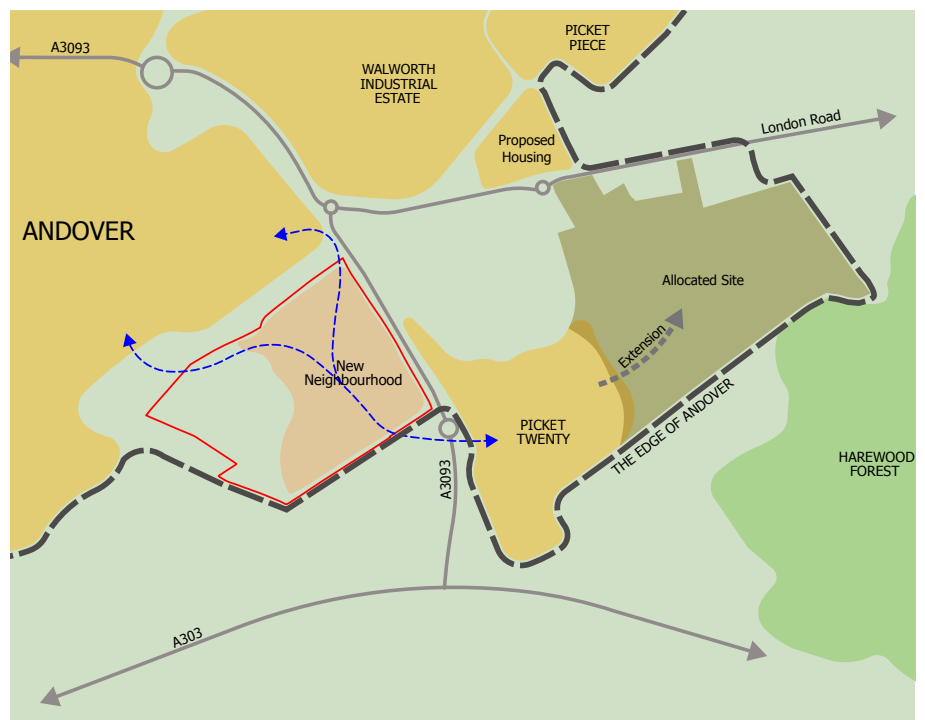 PICKET
PIECE
A3093
WALWORTH
INDUSTRIAL
ESTATE
London Road
Proposed
Housing
ANDOVER
Allocated Site
Extension
New
Neighbourhood
THE EDGE OF ANDOVER
PICKET
TWENTY
HAREWOOD
FOREST
A3093
A303